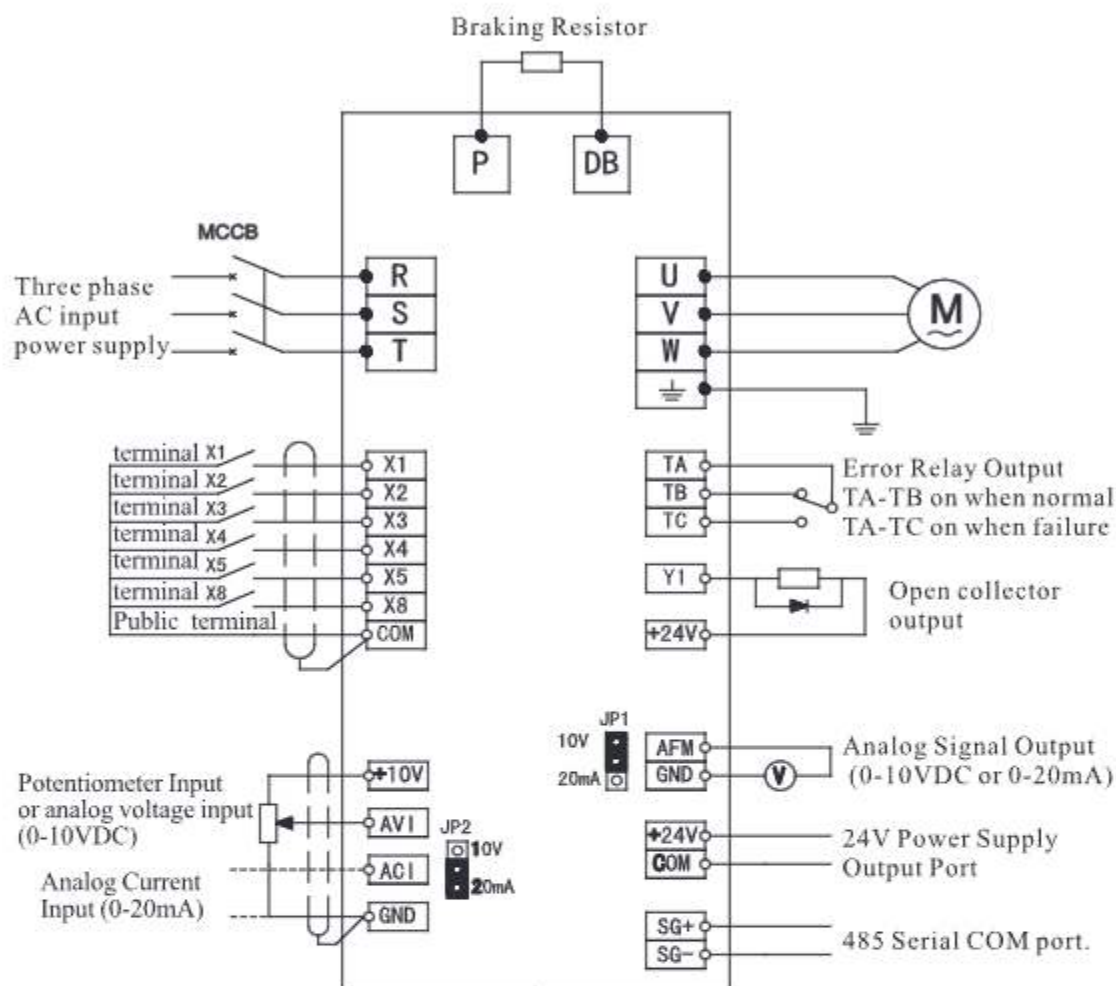 Braking Resistor
P
DB
MCCB
Three phase
AC input
power supply
R
S
T
U
V
W
M
terminal X1
terminal X2
terminal X3
terminal X4
terminal X5
terminal X8
Public terminal
X1
X2
X3
X4
X5
X8
COM
TA
TB
TC
Error Relay Output
TA-TB on when normal
TA-TC on when failure
Y1
+24V
Open collector
output
JP1
10V
20mA
AFM
GND
V
Analog Signal Output
(0-10VDC or 0-20mA)
Potentiometer Input
or analog voltage input
(0-10VDC)
Analog Current
Input (0-20mA)
+10V
AVI
ACI
GND
JP2
10V
20mA
+24V
COM
24V Power Supply
Output Port
SG+
SG-
485 Serial COM port.